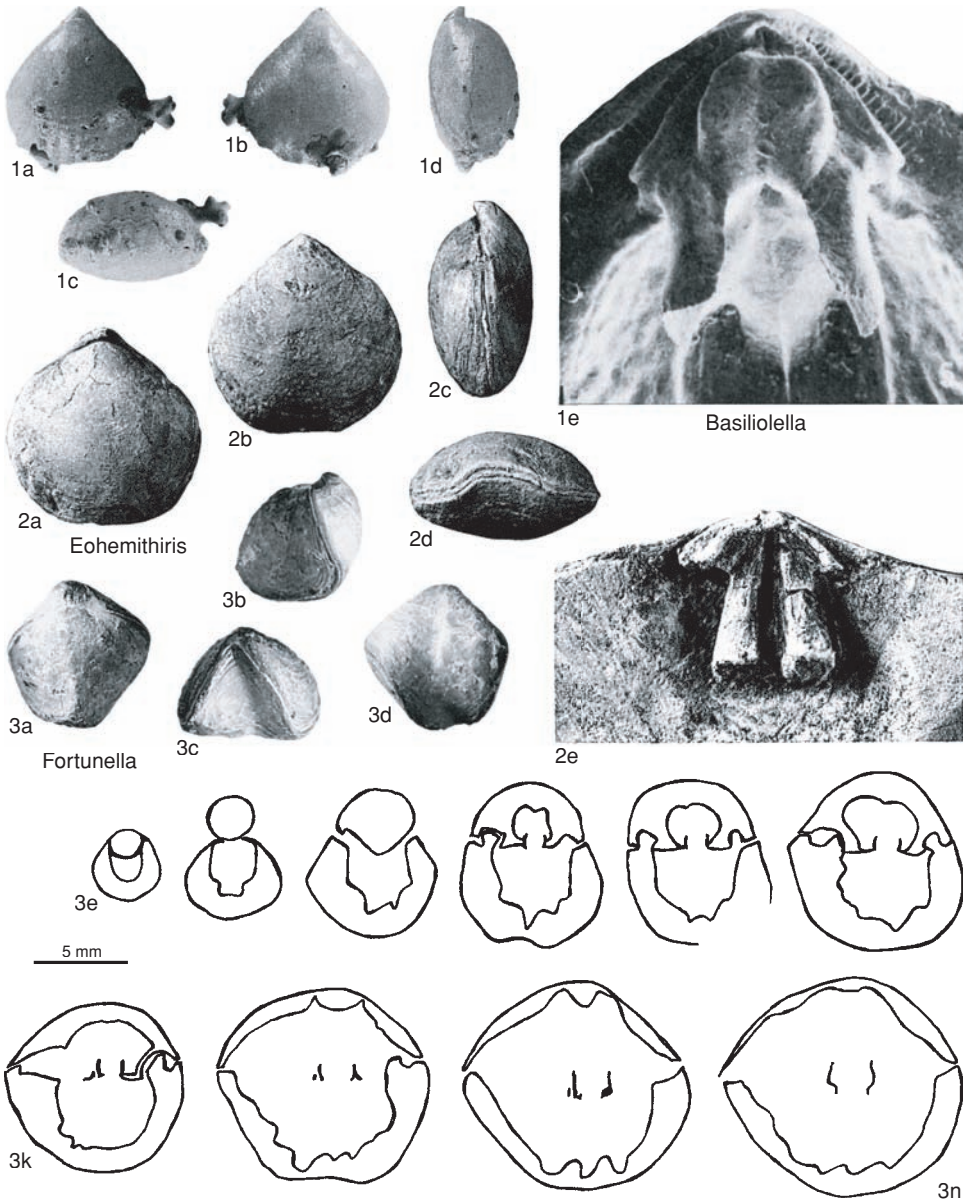 1a
1b
1d
1c
1e
Basiliolella
2b
2c
2a
Eohemithiris
2d
3b
3a
3c
3d
Fortunella
2e
3e
5 mm
3k
3n